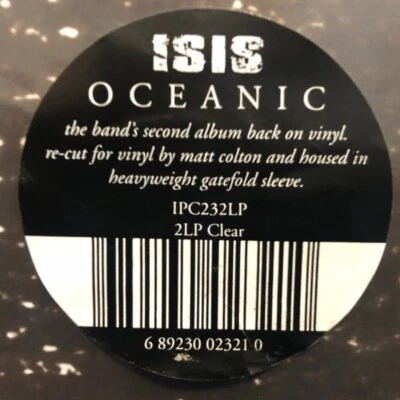 ISIS
OCEANIC
the band's second album back on vinyl.
re-cut for vinyl by matt colton and housed in
heavyweight gatefold sleeve.
IPC232LP
2LP Clear
6 89230 02321 0